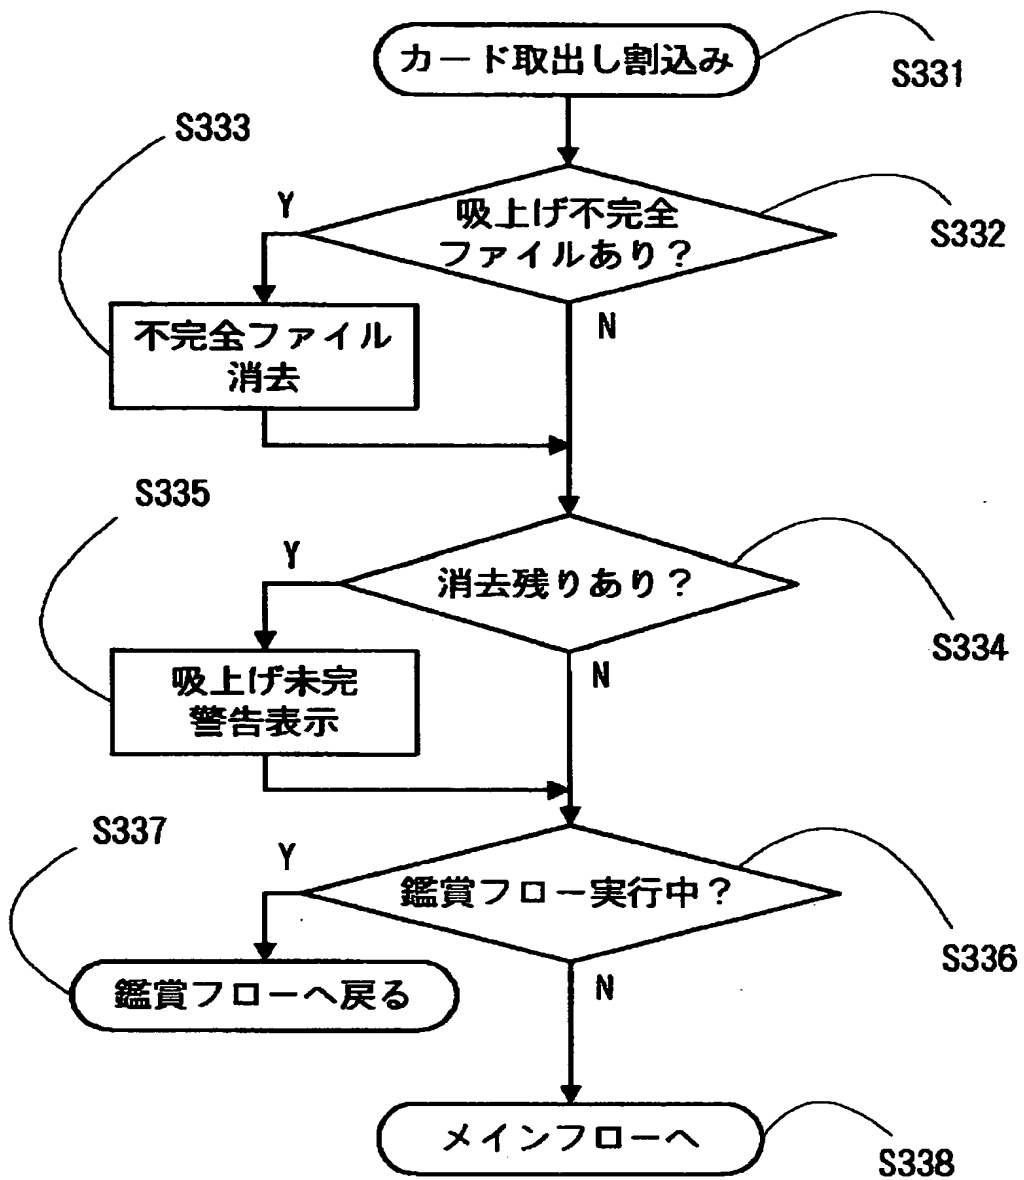 カード取出し割込み
S331
S333
Y
吸上げ不完全
ファイルあり？
S332
N
不完全ファイル
消去
S335
Y
消去残りあり？
S334
N
吸上げ未完
警告表示
S337
Y
鑑賞フロー実行中？
S336
N
鑑賞フローへ戻る
メインフローへ
S338